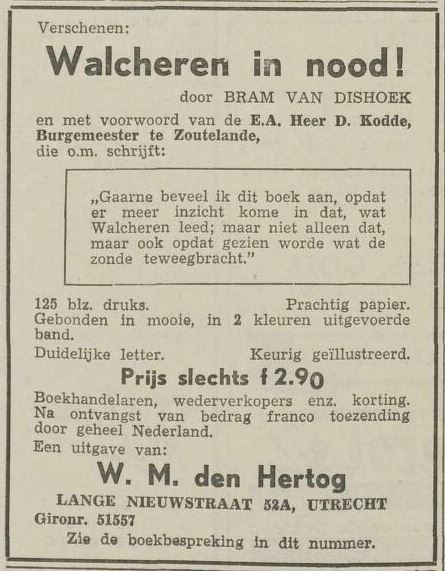 Verschenen:
Walcheren in nood!
door BRAM VAN DISHOEK
en met voorwoord van de E.A. Heer D. Kodde,
Burgemeester te Zoutelande,
die o.m. schrijft:
„Gaarne beveel ik dit boek aan, opdat
er meer inzicht kome in dat, wat
Walcheren leed; maar niet alleen dat,
maar ook opdat gezien worde wat de
zonde teweegbracht.”
125 blz. druks. Prachtig papier.
Gebonden in mooie, in 2 kleuren uitgevoerde
band.
Duidelijke letter. Keurig geïllustreerd.
Prijs slechts f 2.90
Boekhandelaren, wederverkopers enz. korting.
Na ontvangst van bedrag franco toezending
door geheel Nederland.
Een uitgave van:
W. M. den Hertog
LANGE NIEUWSTRAAT 52A, UTRECHT
Gironr. 51557
Zie de boekbespreking in dit nummer.